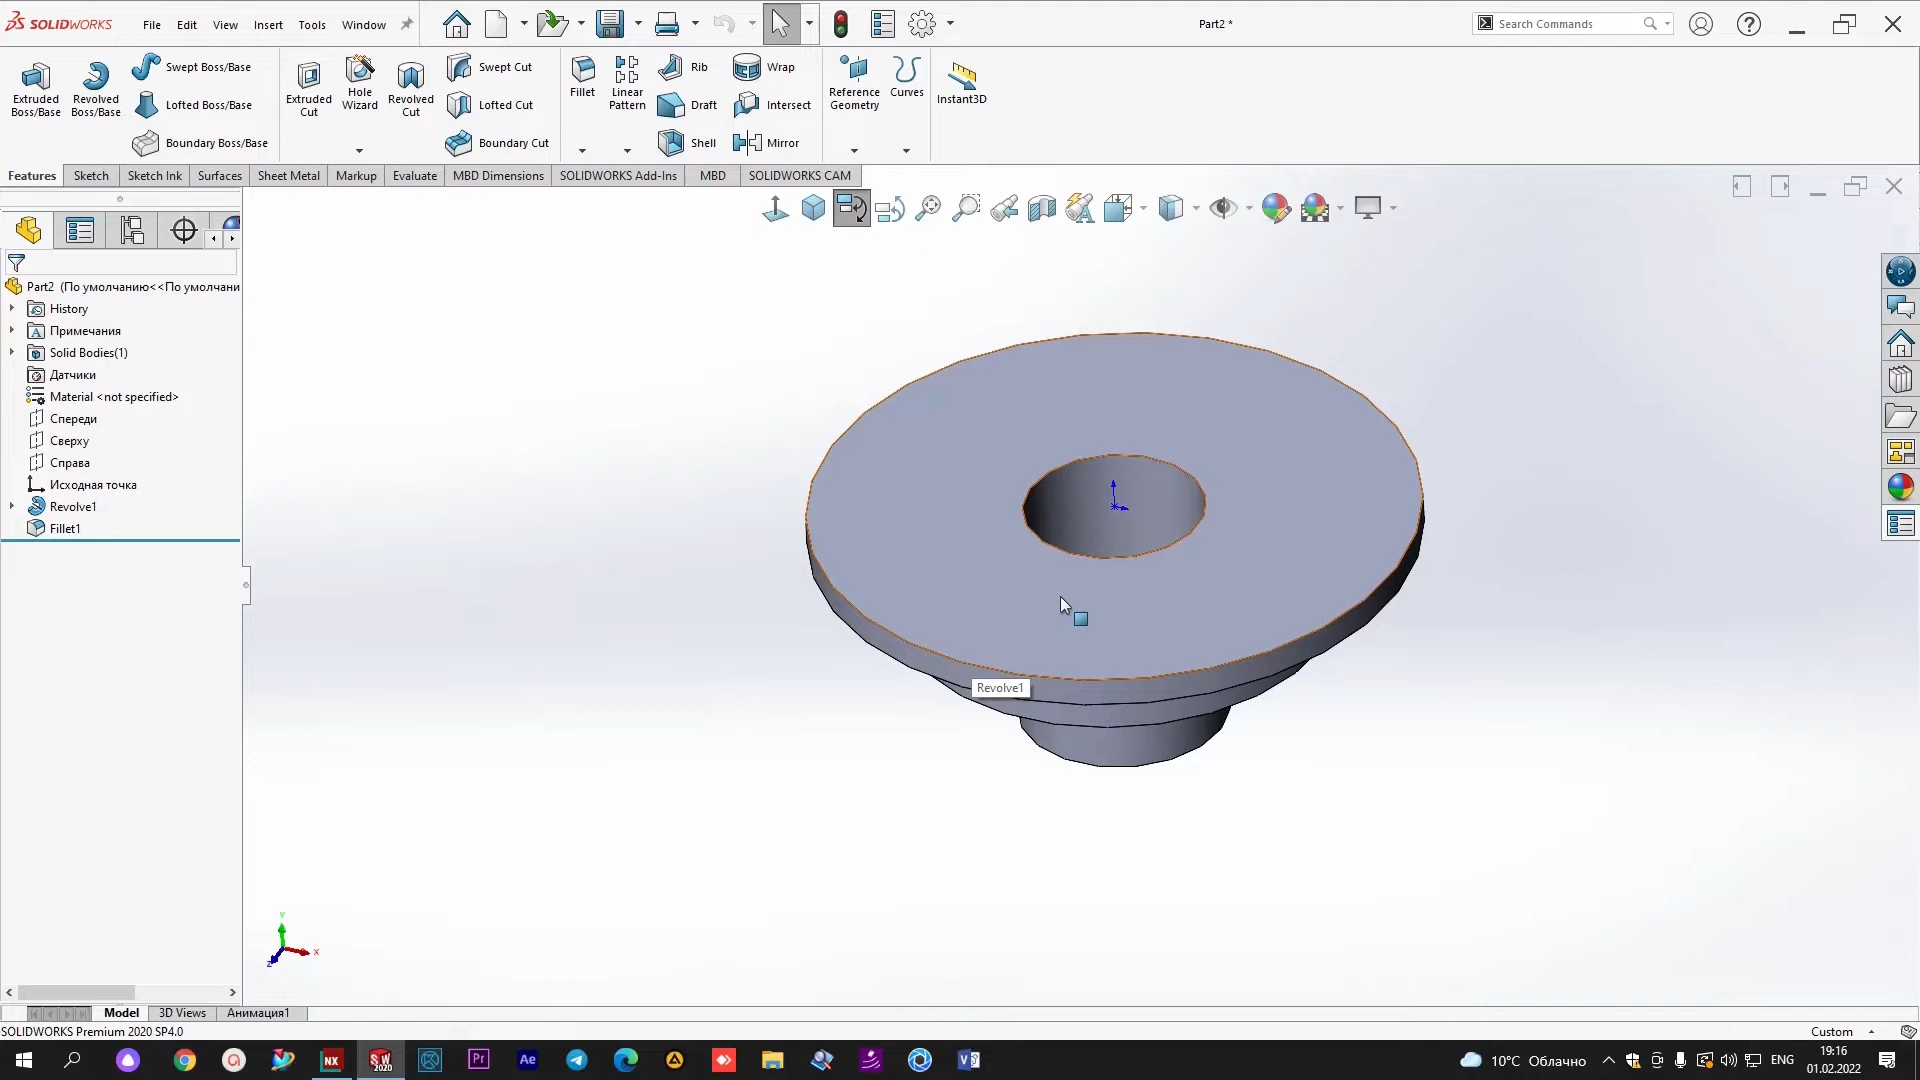 SOLIDWORKS File Edit View Insert Tools Window Part2 * Search Commands
Extruded Boss/Base
Revolved Boss/Base
Swept Boss/Base
Lofted Boss/Base
Boundary Boss/Base
Extruded Cut
Hole Wizard
Revolved Cut
Swept Cut
Lofted Cut
Boundary Cut
Fillet
Linear Pattern
Rib
Draft
Shell
Wrap
Intersect
Mirror
Reference Geometry
Curves
Instant3D
Features Sketch Sketch Ink Surfaces Sheet Metal Markup Evaluate MBD Dimensions SOLIDWORKS Add-Ins MBD SOLIDWORKS CAM
Part2 (По умолчанию<<По умолчани
History
Примечания
Solid Bodies(1)
Датчики
Material <not specified>
Спереди
Сверху
Справа
Исходная точка
Revolve1
Fillet1
Revolve1
Y
X
Z
Model 3D Views Анимация1
SOLIDWORKS Premium 2020 SP4.0 Custom
NX SW 2020 Pr Ae 10°C Облачно ENG 19:16
01.02.2022